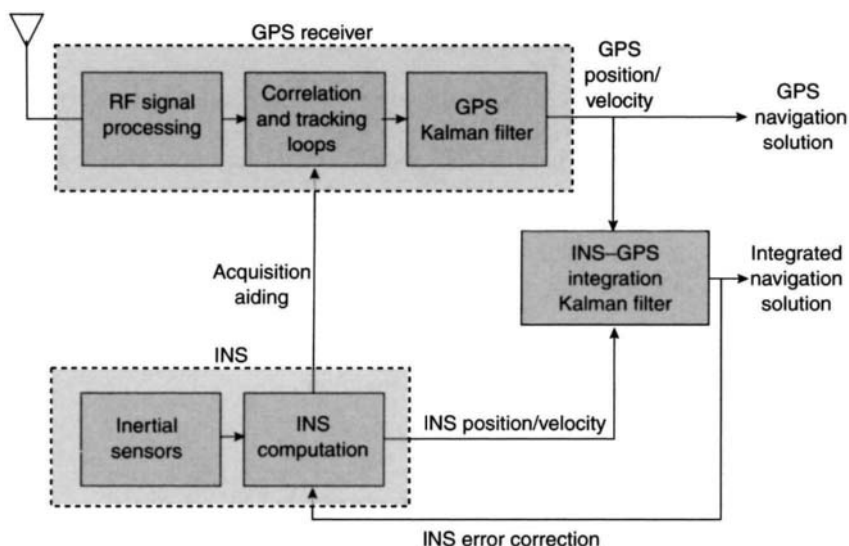 GPS receiver
RF signal
processing
Correlation
and tracking
loops
GPS
Kalman filter
GPS
position/
velocity
GPS
navigation
solution
INS–GPS
integration
Kalman filter
Integrated
navigation
solution
Acquisition
aiding
INS
Inertial
sensors
INS
computation
INS position/velocity
INS error correction